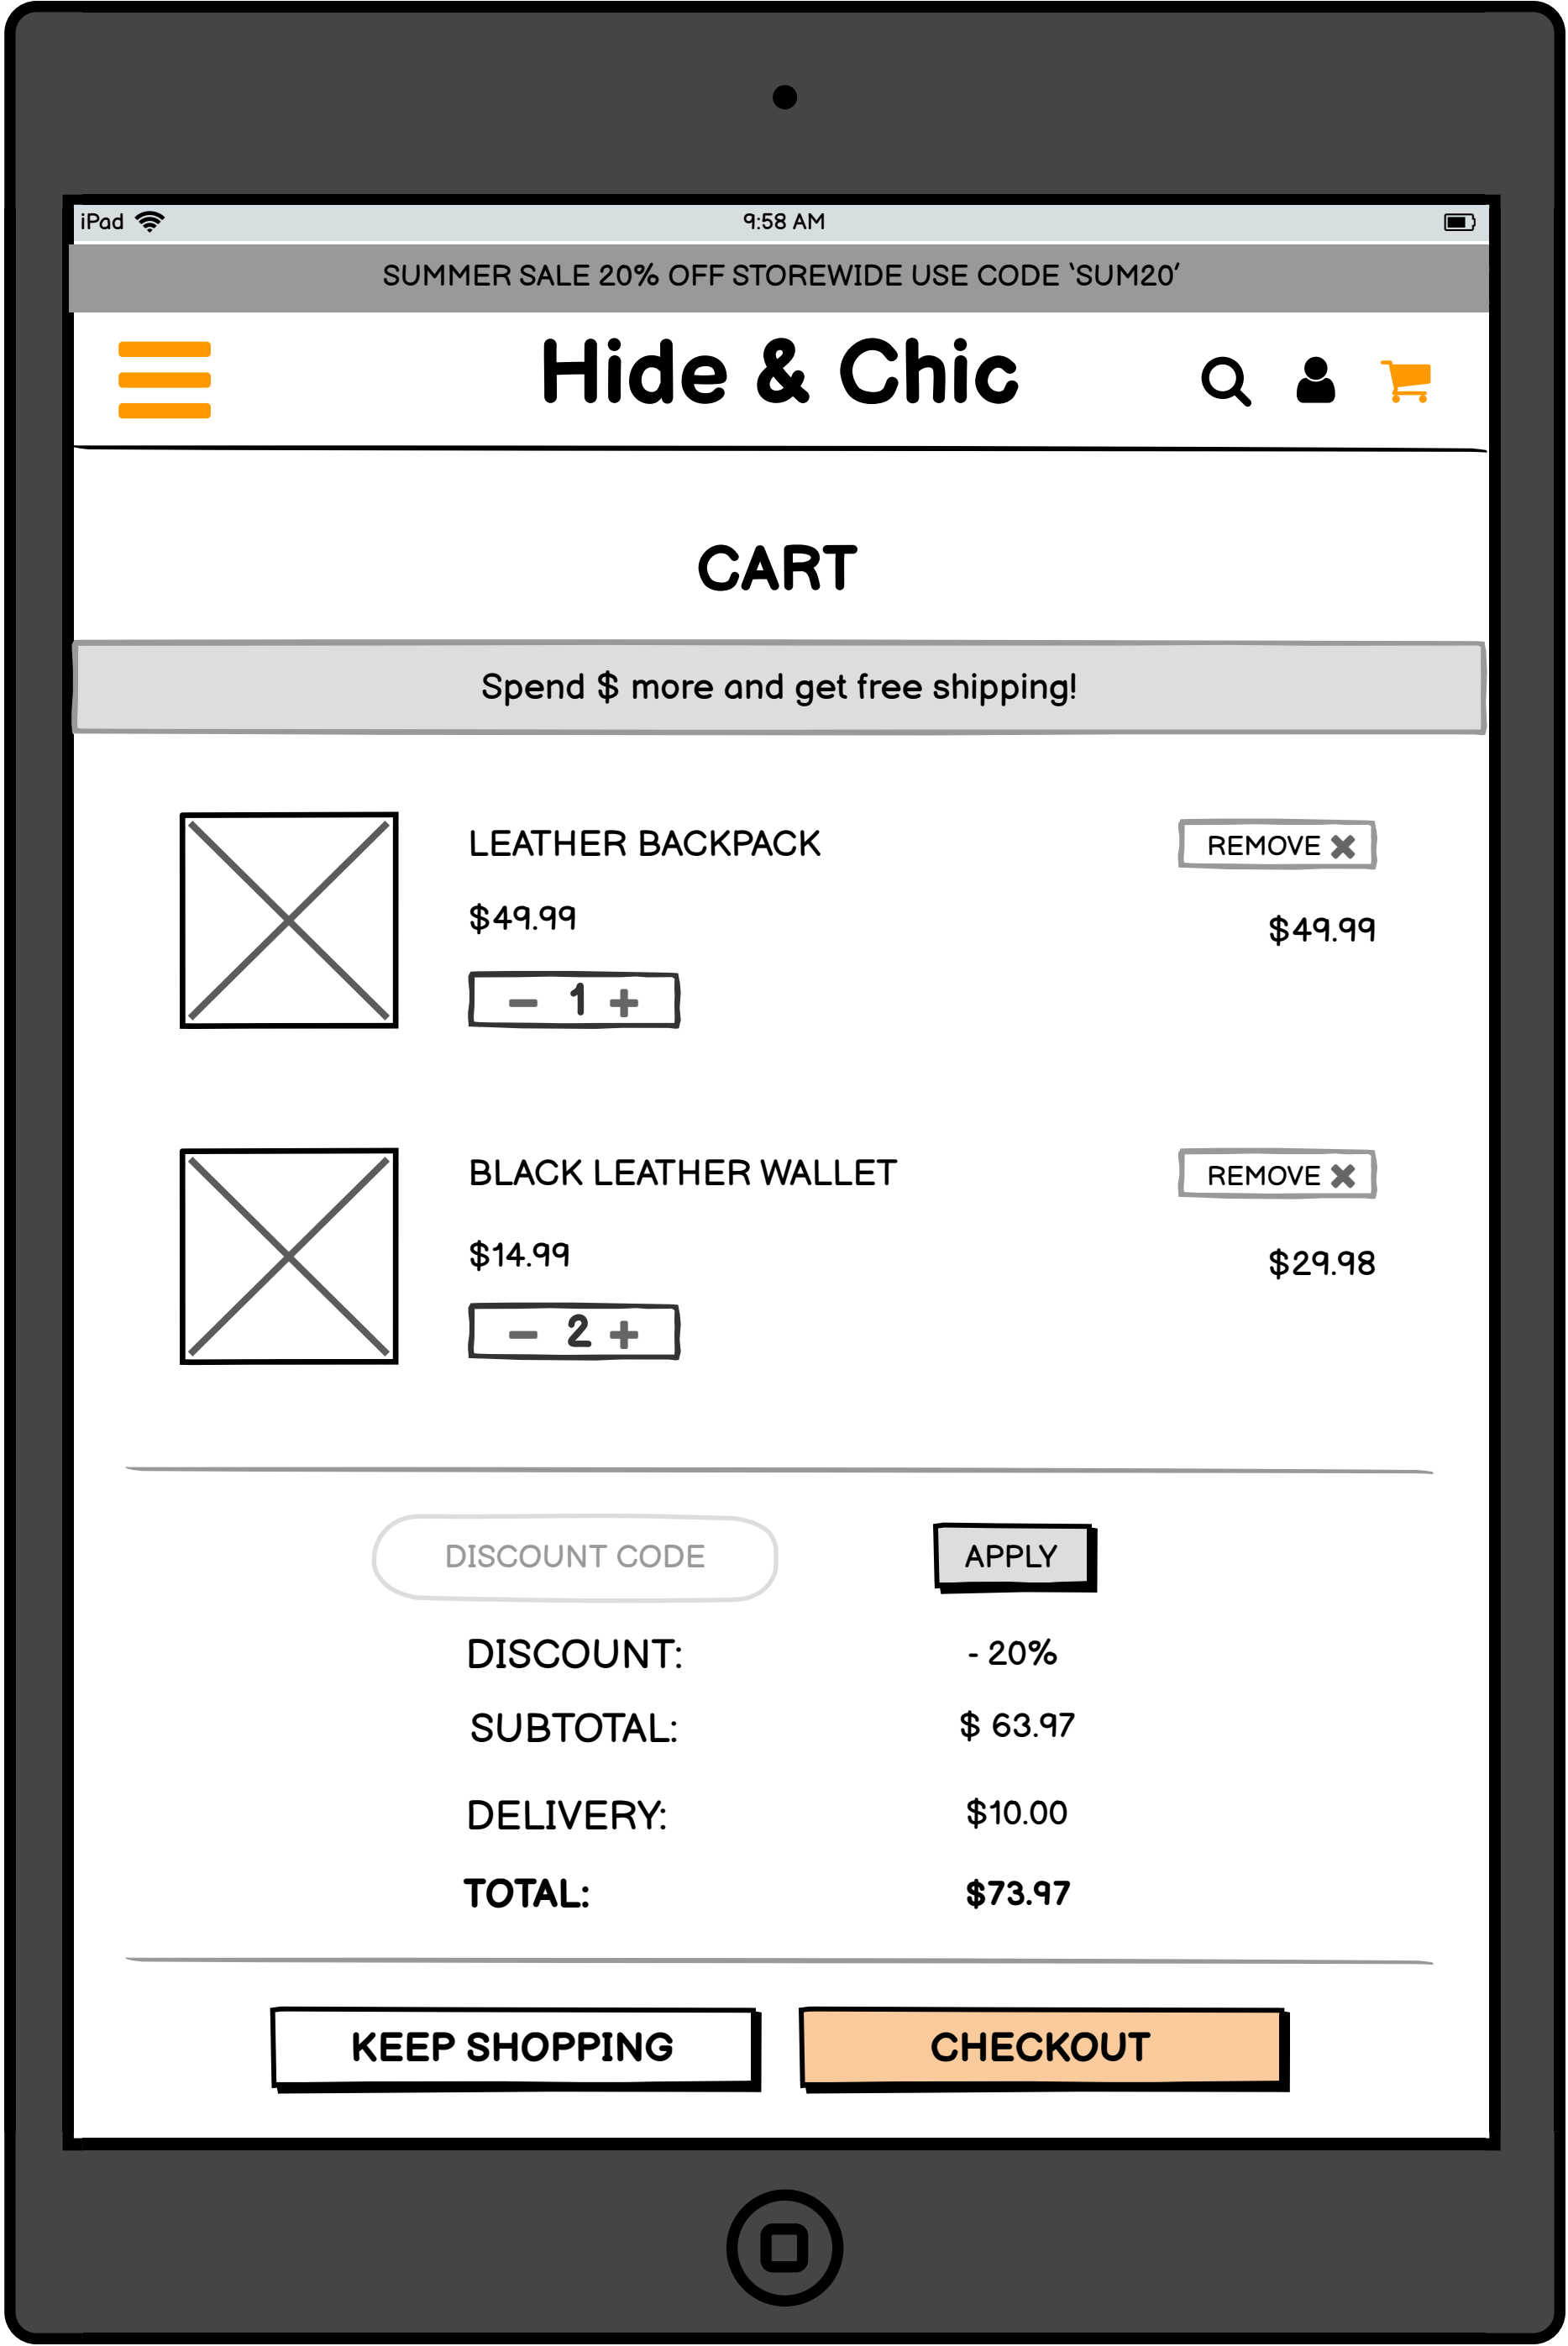 iPad 9:58 AM
SUMMER SALE 20% OFF STOREWIDE USE CODE ‘SUM20’
Hide & Chic
CART
Spend $ more and get free shipping!
LEATHER BACKPACK
REMOVE
$49.99
$49.99
1
BLACK LEATHER WALLET
REMOVE
$14.99
$29.98
2
DISCOUNT CODE
APPLY
DISCOUNT: - 20%
SUBTOTAL: $ 63.97
DELIVERY: $10.00
TOTAL: $73.97
KEEP SHOPPING
CHECKOUT